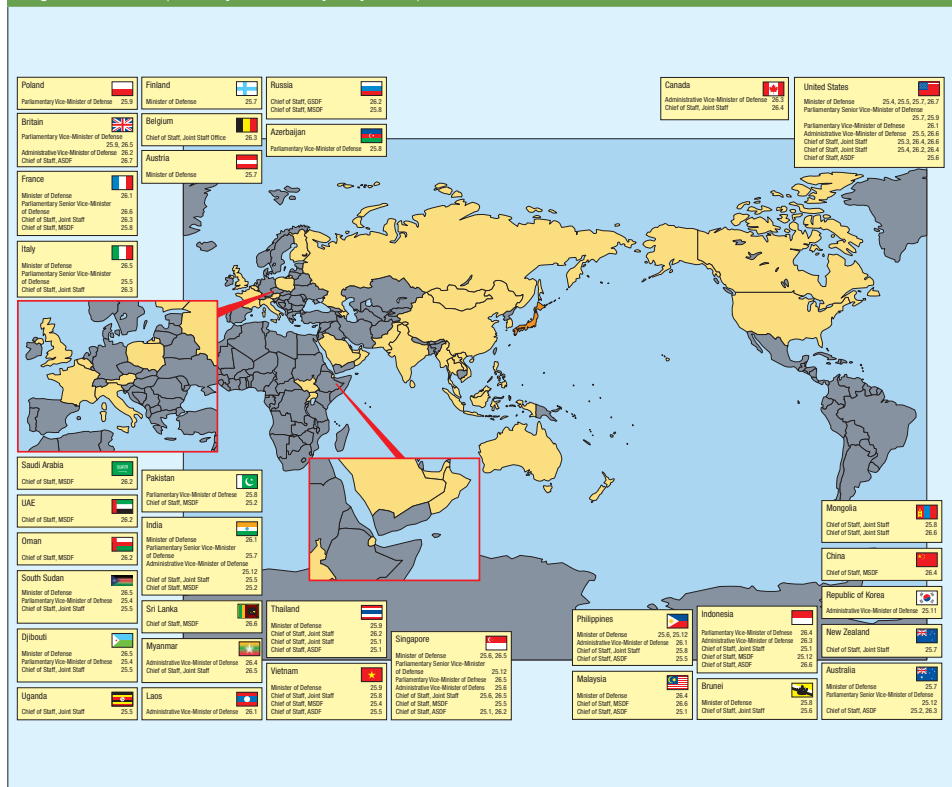 Poland
Parliamentary Vice-Minister of Defense 25.9
Finland
Minister of Defense 25.7
Russia
Chief of Staff, GSDF 26.2
Chief of Staff, MSDF 25.8
Canada
Administrative Vice-Minister of Defense 26.3
Chief of Staff, Joint Staff 26.4
United States
Minister of Defense 25.4, 25.5, 25.7, 26.7
Parliamentary Senior Vice-Minister of Defense
25.7, 25.9
Parliamentary Vice-Minister of Defense 26.1
Administrative Vice-Minister of Defense 25.5, 26.6
Chief of Staff, Joint Staff 25.3, 26.4, 26.6
Chief of Staff, Joint Staff 25.4, 26.2, 26.4
Chief of Staff, ASDF 25.6
Britain
Parliamentary Vice-Minister of Defense
25.9, 26.5
Administrative Vice-Minister of Defense 26.2
Chief of Staff, ASDF 26.7
Belgium
Chief of Staff, Joint Staff Office 26.3
Azerbaijan
Parliamentary Vice-Minister of Defense 25.8
Austria
Minister of Defense 25.7
France
Minister of Defense 26.1
Parliamentary Senior Vice-Minister
of Defense 26.6
Chief of Staff, Joint Staff 26.3
Chief of Staff, MSDF 25.8
Italy
Minister of Defense 26.5
Parliamentary Senior Vice-Minister
of Defense 25.5
Chief of Staff, Joint Staff 26.3
Saudi Arabia
Chief of Staff, MSDF 26.2
UAE
Chief of Staff, MSDF 26.2
Oman
Chief of Staff, MSDF 26.2
South Sudan
Minister of Defense 26.5
Parliamentary Vice-Minister of Defnese 25.4
Chief of Staff, Joint Staff 25.5
Djibouti
Minister of Defense 26.5
Parliamentary Vice-Minister of Defnese 25.4
Chief of Staff, Joint Staff 25.5
Uganda
Chief of Staff, Joint Staff 25.5
Pakistan
Parliamentary Vice-Minister of Defnese 25.8
Chief of Staff, MSDF 25.2
India
Minister of Defense 26.1
Parliamentary Senior Vice-Minister
of Defense 25.7
Administrative Vice-Minister of Defense
25.12
Chief of Staff, Joint Staff 25.5
Chief of Staff, MSDF 25.2
Sri Lanka
Chief of Staff, MSDF 26.6
Myanmar
Administrative Vice-Minister of Defense 26.4
Chief of Staff, Joint Staff 26.5
Laos
Administrative Vice-Minister of Defense 26.1
Thailand
Minister of Defense 25.9
Chief of Staff, Joint Staff 26.2
Chief of Staff, Joint Staff 25.1
Chief of Staff, ASDF 25.1
Vietnam
Minister of Defense 25.9
Chief of Staff, Joint Staff 25.8
Chief of Staff, MSDF 25.4
Chief of Staff, ASDF 25.5
Singapore
Minister of Defense 25.6, 26.5
Parliamentary Senior Vice-Minister
of Defense 25.12
Parliamentary Vice-Minister of Defnese 26.5
Administrative Vice-Minister of Defens 25.6
Chief of Staff, Joint Staff 25.6, 26.5
Chief of Staff, MSDF 25.5
Chief of Staff, ASDF 25.1, 26.2
Philippines
Minister of Defense 25.6, 25.12
Administrative Vice-Minister of Defense 26.1
Chief of Staff, Joint Staff 25.8
Chief of Staff, ASDF 25.5
Malaysia
Minister of Defense 26.4
Chief of Staff, MSDF 26.6
Chief of Staff, ASDF 25.1
Indonesia
Parliamentary Vice-Minister of Defnese 26.4
Administrative Vice-Minister of Defense 26.3
Chief of Staff, Joint Staff 25.1
Chief of Staff, MSDF 25.12
Chief of Staff, ASDF 26.6
Brunei
Minister of Defense 25.8
Chief of Staff, Joint Staff 25.6
Mongolia
Chief of Staff, Joint Staff 25.8
Chief of Staff, Joint Staff 26.6
China
Chief of Staff, MSDF 26.4
Republic of Korea
Administrative Vice-Minister of Defense 25.11
New Zealand
Chief of Staff, Joint Staff 25.7
Australia
Minister of Defense 25.7
Parliamentary Senior Vice-Minister of Defense
25.12
Chief of Staff, ASDF 25.2, 26.3